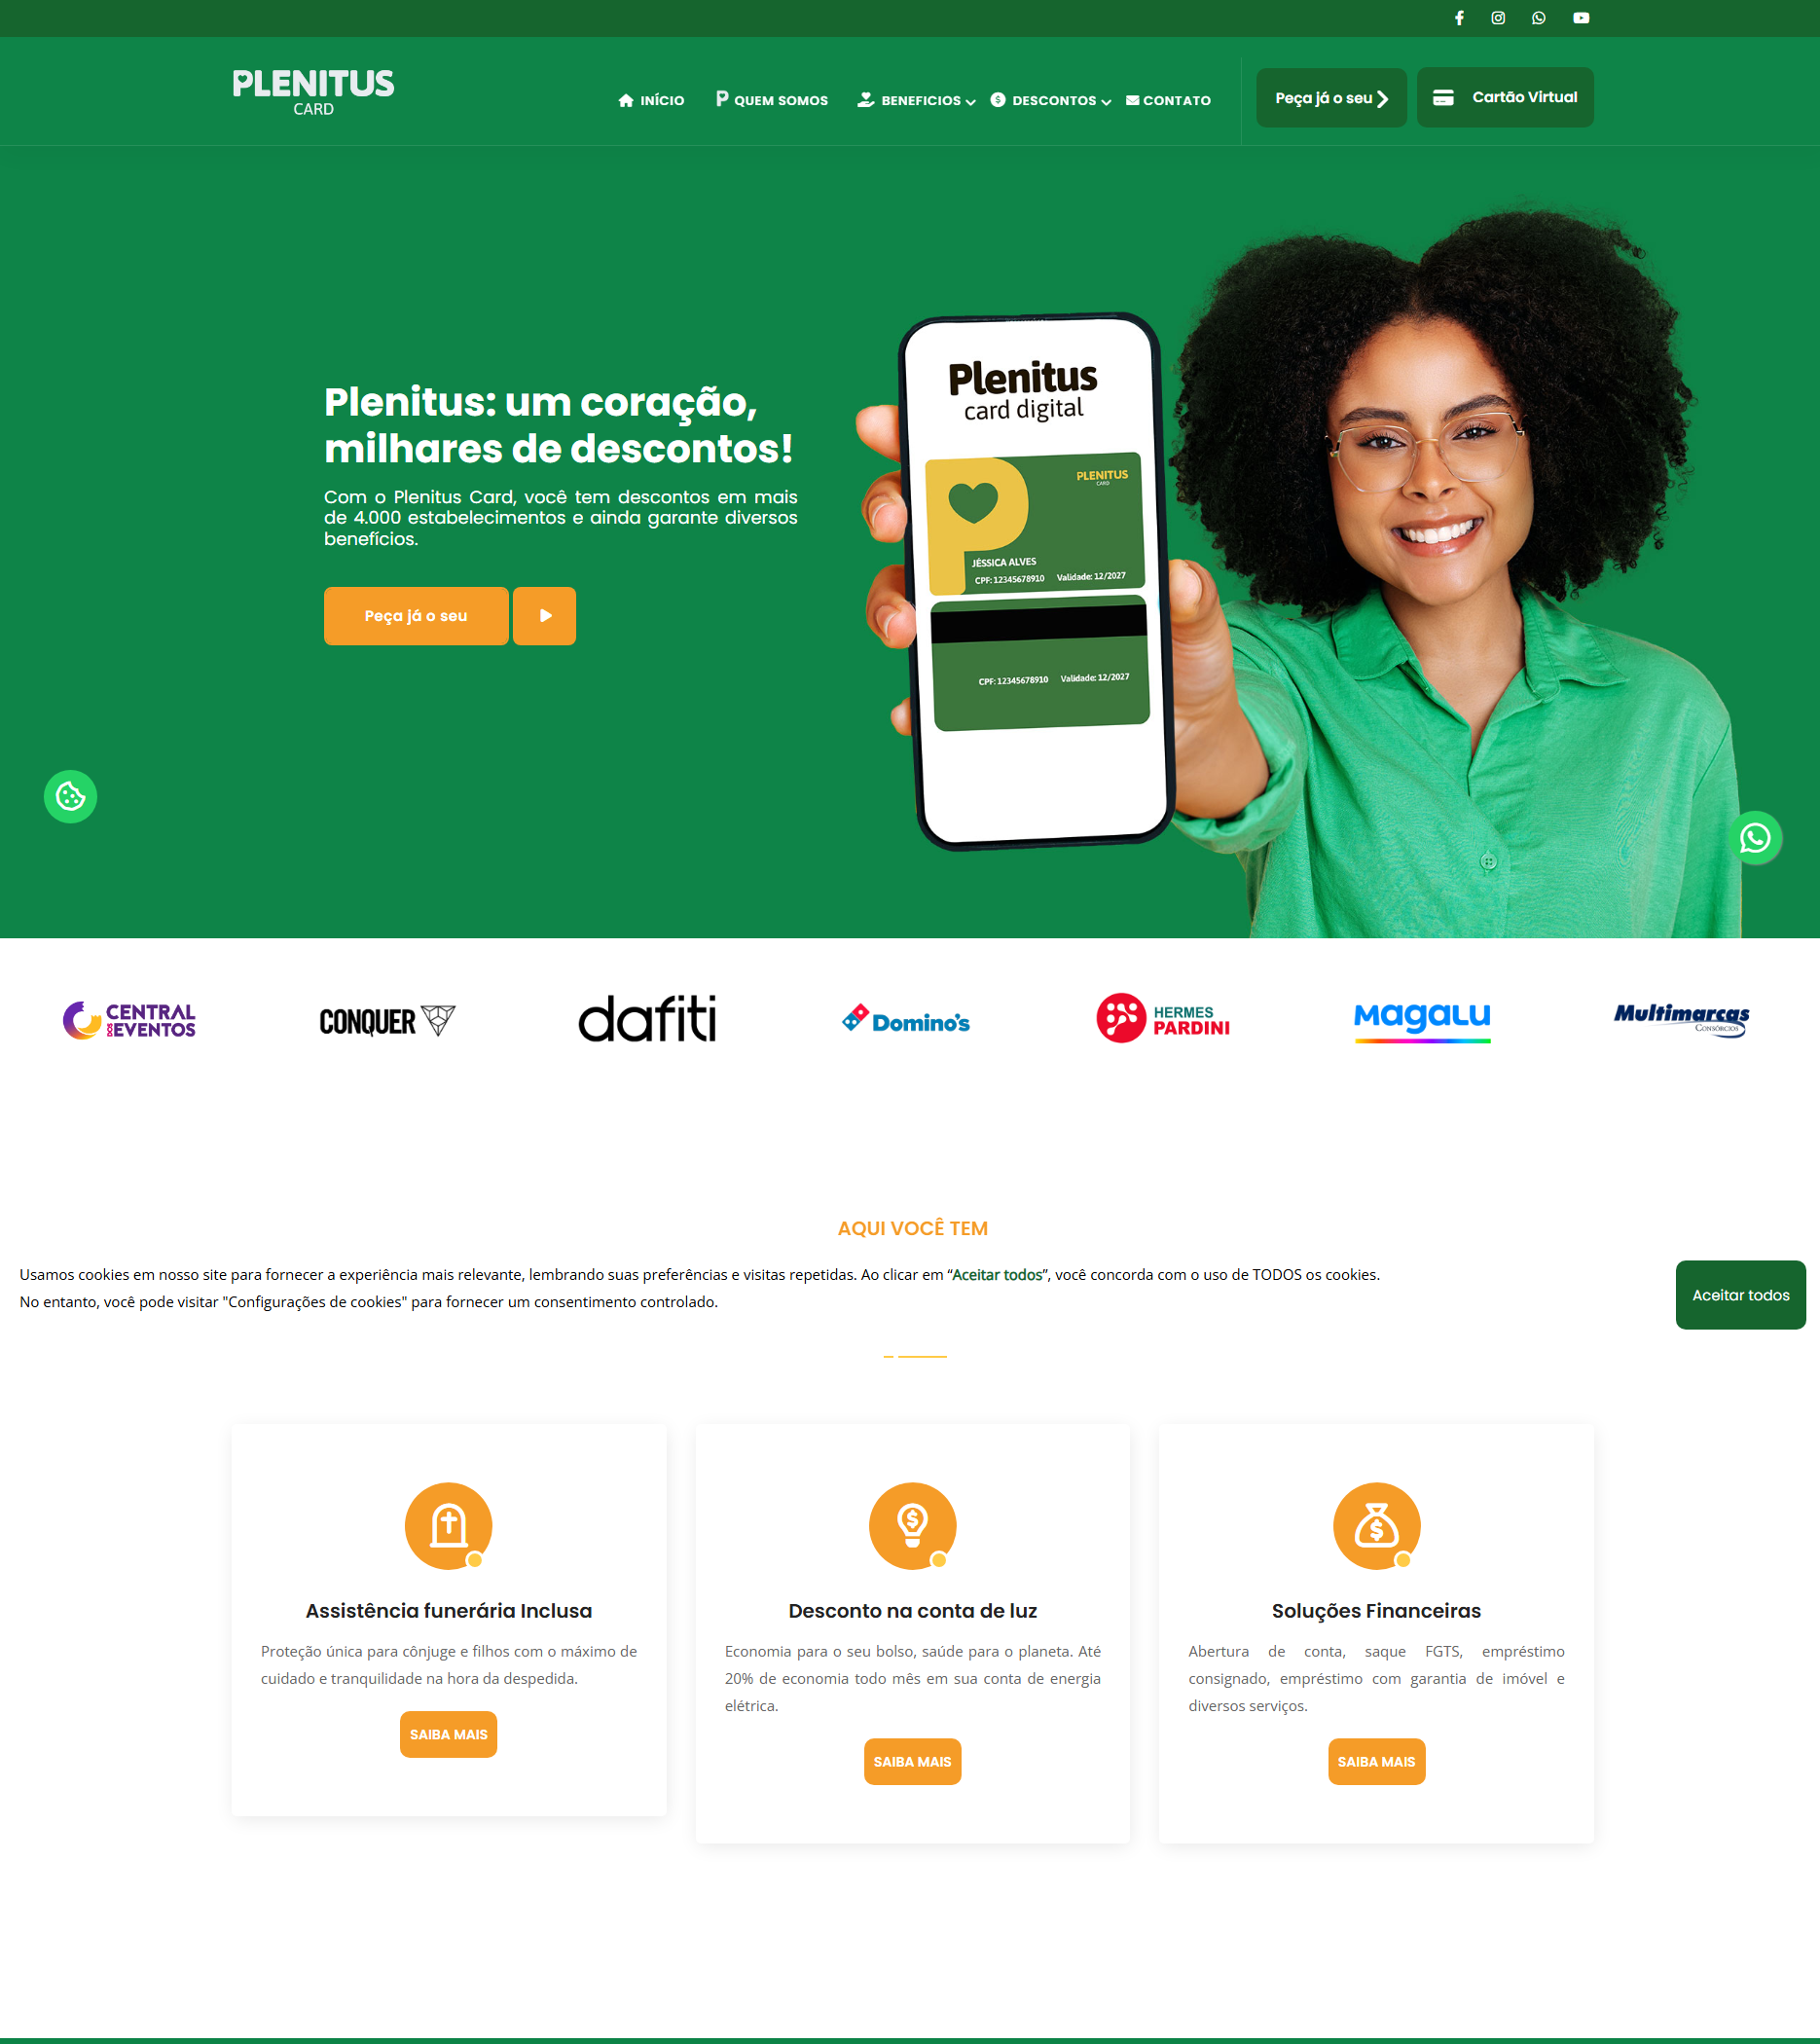 PLENITUS
CARD
INÍCIO
QUEM SOMOS
BENEFICIOS
DESCONTOS
CONTATO
Peça já o seu
Cartão Virtual
Plenitus: um coração,
milhares de descontos!
Com o Plenitus Card, você tem descontos em mais
de 4.000 estabelecimentos e ainda garante diversos
benefícios.
Peça já o seu
Plenitus
card digital
PLENITUS
CARD
JÉSSICA ALVES
CPF: 12345678910 Validade: 12/2027
CPF: 12345678910 Validade: 12/2027
CENTRAL
DOS EVENTOS
CONQUER
dafiti
Domino's
HERMES
PARDINI
MagaLu
Multimarcas
CONSÓRCIOS
AQUI VOCÊ TEM
Usamos cookies em nosso site para fornecer a experiência mais relevante, lembrando suas preferências e visitas repetidas. Ao clicar em “Aceitar todos”, você concorda com o uso de TODOS os cookies.
No entanto, você pode visitar "Configurações de cookies" para fornecer um consentimento controlado.
Aceitar todos
Assistência funerária Inclusa
Proteção única para cônjuge e filhos com o máximo de
cuidado e tranquilidade na hora da despedida.
SAIBA MAIS
Desconto na conta de luz
Economia para o seu bolso, saúde para o planeta. Até
20% de economia todo mês em sua conta de energia
elétrica.
SAIBA MAIS
Soluções Financeiras
Abertura de conta, saque FGTS, empréstimo
consignado, empréstimo com garantia de imóvel e
diversos serviços.
SAIBA MAIS